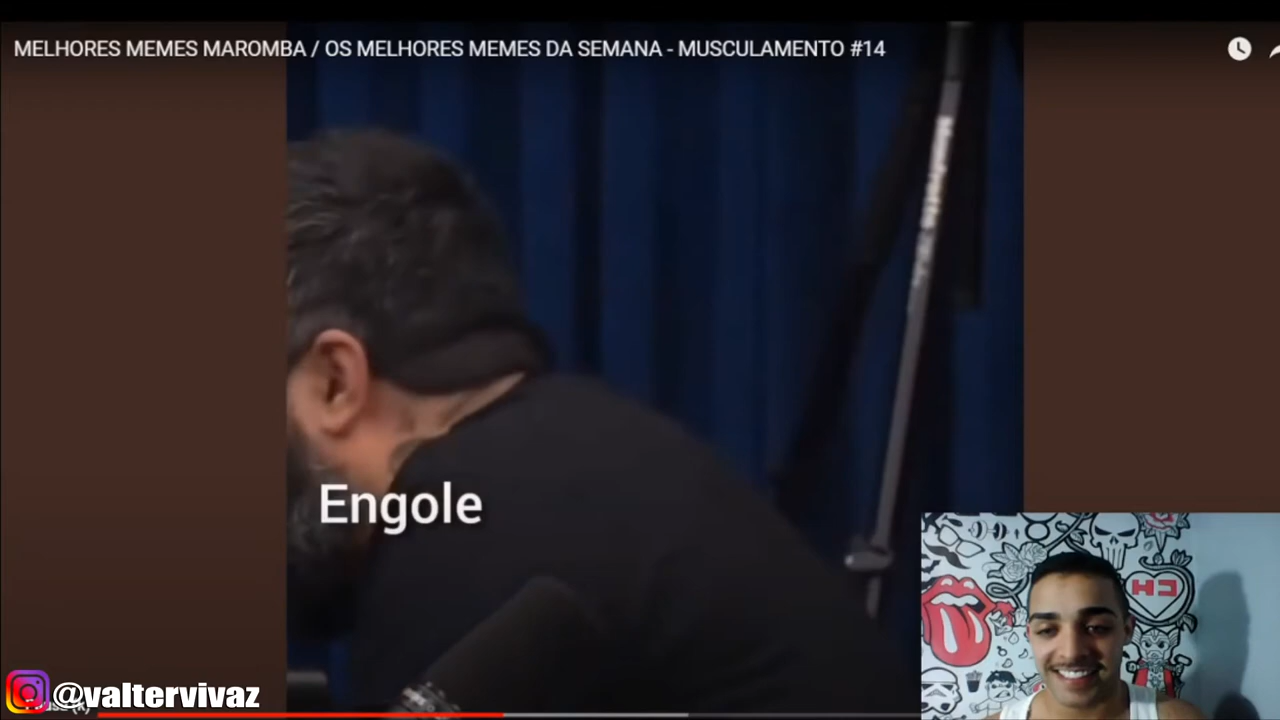 MELHORES MEMES MAROMBA / OS MELHORES MEMES DA SEMANA - MUSCULAMENTO #14
Engole
@valtervivaz